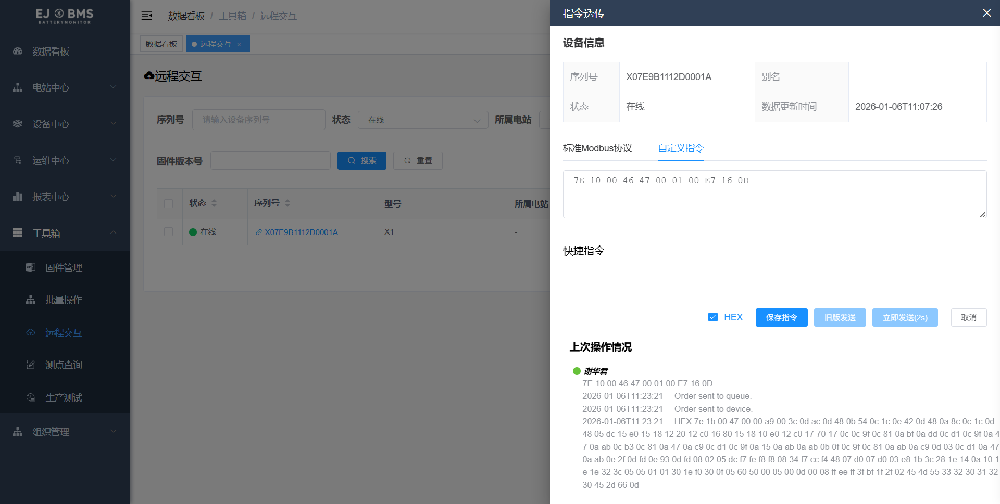 EJ BMS
BATTERYMONITOR
数据看板
电站中心
设备中心
运维中心
报表中心
工具箱
固件管理
批量操作
远程交互
测点查询
生产测试
组织管理
数据看板 / 工具箱 / 远程交互
数据看板
远程交互 ×
远程交互
序列号 请输入设备序列号 状态 在线 所属电站
固件版本号 搜索 重置
状态 序列号 型号 所属电站
在线 X07E9B1112D0001A X1 -
指令透传
设备信息
序列号 X07E9B1112D0001A 别名
状态 在线 数据更新时间 2026-01-06T11:07:26
标准Modbus协议 自定义指令
7E 10 00 46 47 00 01 00 E7 16 0D
快捷指令
HEX 保存指令 旧版发送 立即发送(2s) 取消
上次操作情况
谢华君
7E 10 00 46 47 00 01 00 E7 16 0D
2026-01-06T11:23:21 Order sent to queue.
2026-01-06T11:23:21 Order sent to device.
2026-01-06T11:23:21 HEX:7e 1b 00 47 00 00 a9 00 3c 0d ac 0d 48 0b 54 0c 1c 0e 42 0d 48 0a 8c 0c 1c 0d
48 05 dc 15 e0 15 18 12 20 12 c0 16 80 15 18 10 e0 12 c0 17 70 17 0c 0c 9f 0c 81 0a bf 0a dd 0c d1 0c 9f 0a 4
7 0a ab 0c b3 0c 81 0a 47 0a c9 0c d1 0c 9f 0a 15 0a ab 0a ab 0b 0f 0c 9f 0c 81 0a ab 0a c9 0d 03 0c d1 0a 47
0a ab 0e 2f 0d fd 0e 93 0d fd 08 02 05 dc f7 fe f8 f8 08 34 f7 cc f4 48 07 d0 07 d0 03 e8 1b 3c 28 1e 14 0a 10 1
e 1e 32 3c 05 05 01 01 30 1e f0 30 0f 05 60 50 00 05 00 0d 00 08 ff ee ff 3f bf 1f 2f 02 45 4d 55 33 32 30 31 32
30 45 2d 66 0d